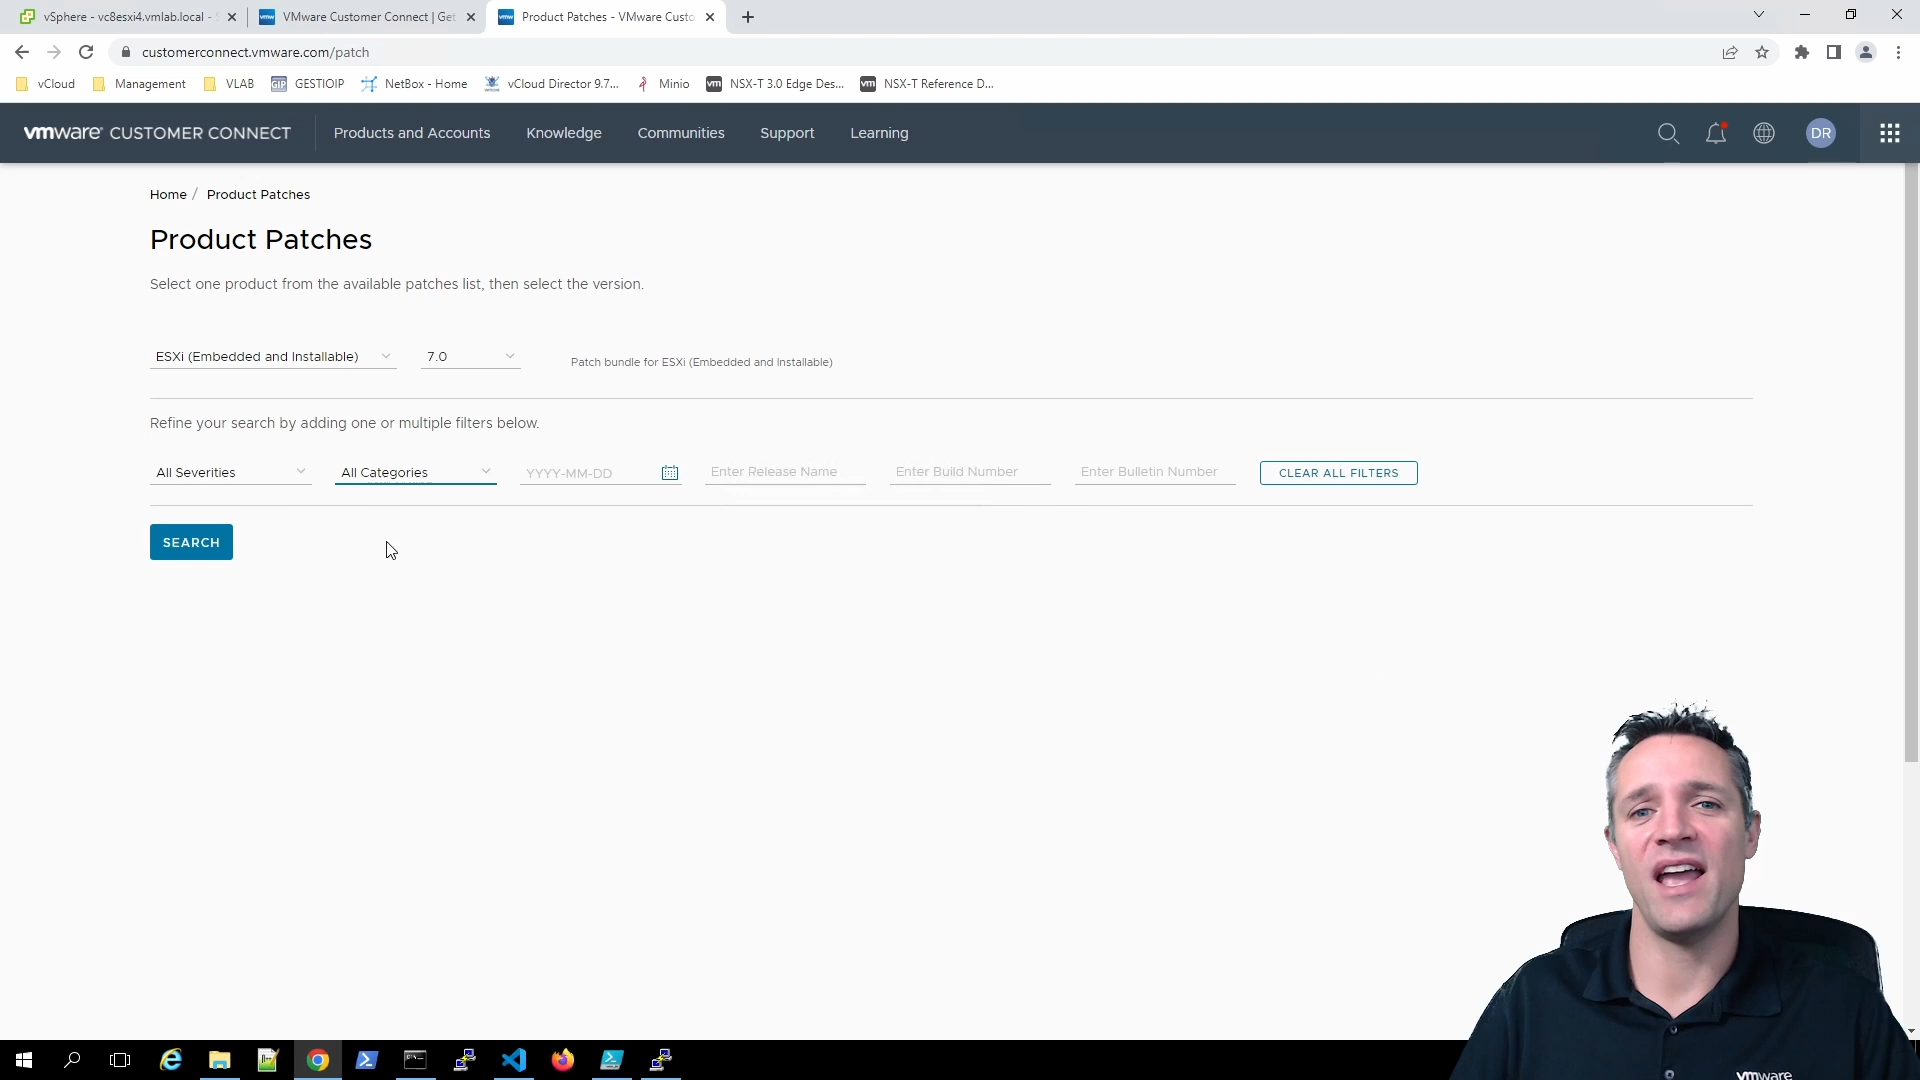 vSphere - vc8esxi4.vmlab.local -
VMware Customer Connect | Get
Product Patches - VMware Custo
customerconnect.vmware.com/patch
vCloud
Management
VLAB
GESTIOIP
NetBox - Home
vCloud Director 9.7...
Minio
NSX-T 3.0 Edge Des...
NSX-T Reference D...
vmware® CUSTOMER CONNECT
Products and Accounts
Knowledge
Communities
Support
Learning
DR
Home / Product Patches
Product Patches
Select one product from the available patches list, then select the version.
ESXi (Embedded and Installable)
7.0
Patch bundle for ESXi (Embedded and Installable)
Refine your search by adding one or multiple filters below.
All Severities
All Categories
YYYY-MM-DD
Enter Release Name
Enter Build Number
Enter Bulletin Number
CLEAR ALL FILTERS
SEARCH
vmware